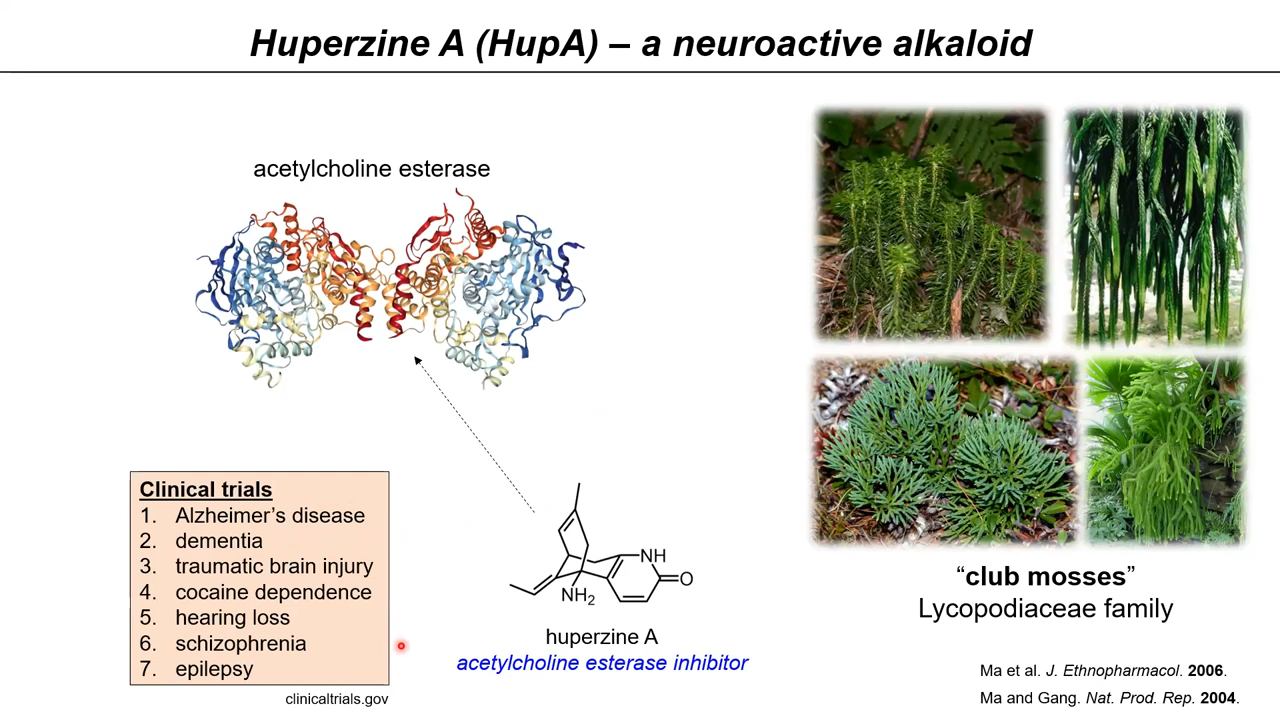 Huperzine A (HupA) – a neuroactive alkaloid
acetylcholine esterase
Clinical trials
1. Alzheimer’s disease
2. dementia
3. traumatic brain injury
4. cocaine dependence
5. hearing loss
6. schizophrenia
7. epilepsy
clinicaltrials.gov
NH
O
NH2
huperzine A
acetylcholine esterase inhibitor
“club mosses”
Lycopodiaceae family
Ma et al. J. Ethnopharmacol. 2006.
Ma and Gang. Nat. Prod. Rep. 2004.